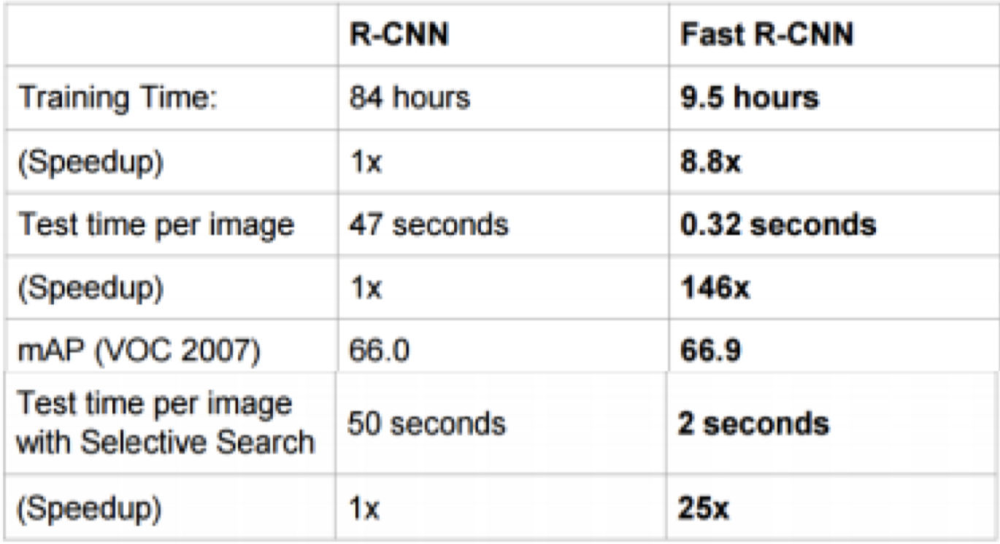 R-CNN Fast R-CNN
Training Time: 84 hours 9.5 hours
(Speedup) 1x 8.8x
Test time per image 47 seconds 0.32 seconds
(Speedup) 1x 146x
mAP (VOC 2007) 66.0 66.9
Test time per image
with Selective Search 50 seconds 2 seconds
(Speedup) 1x 25x